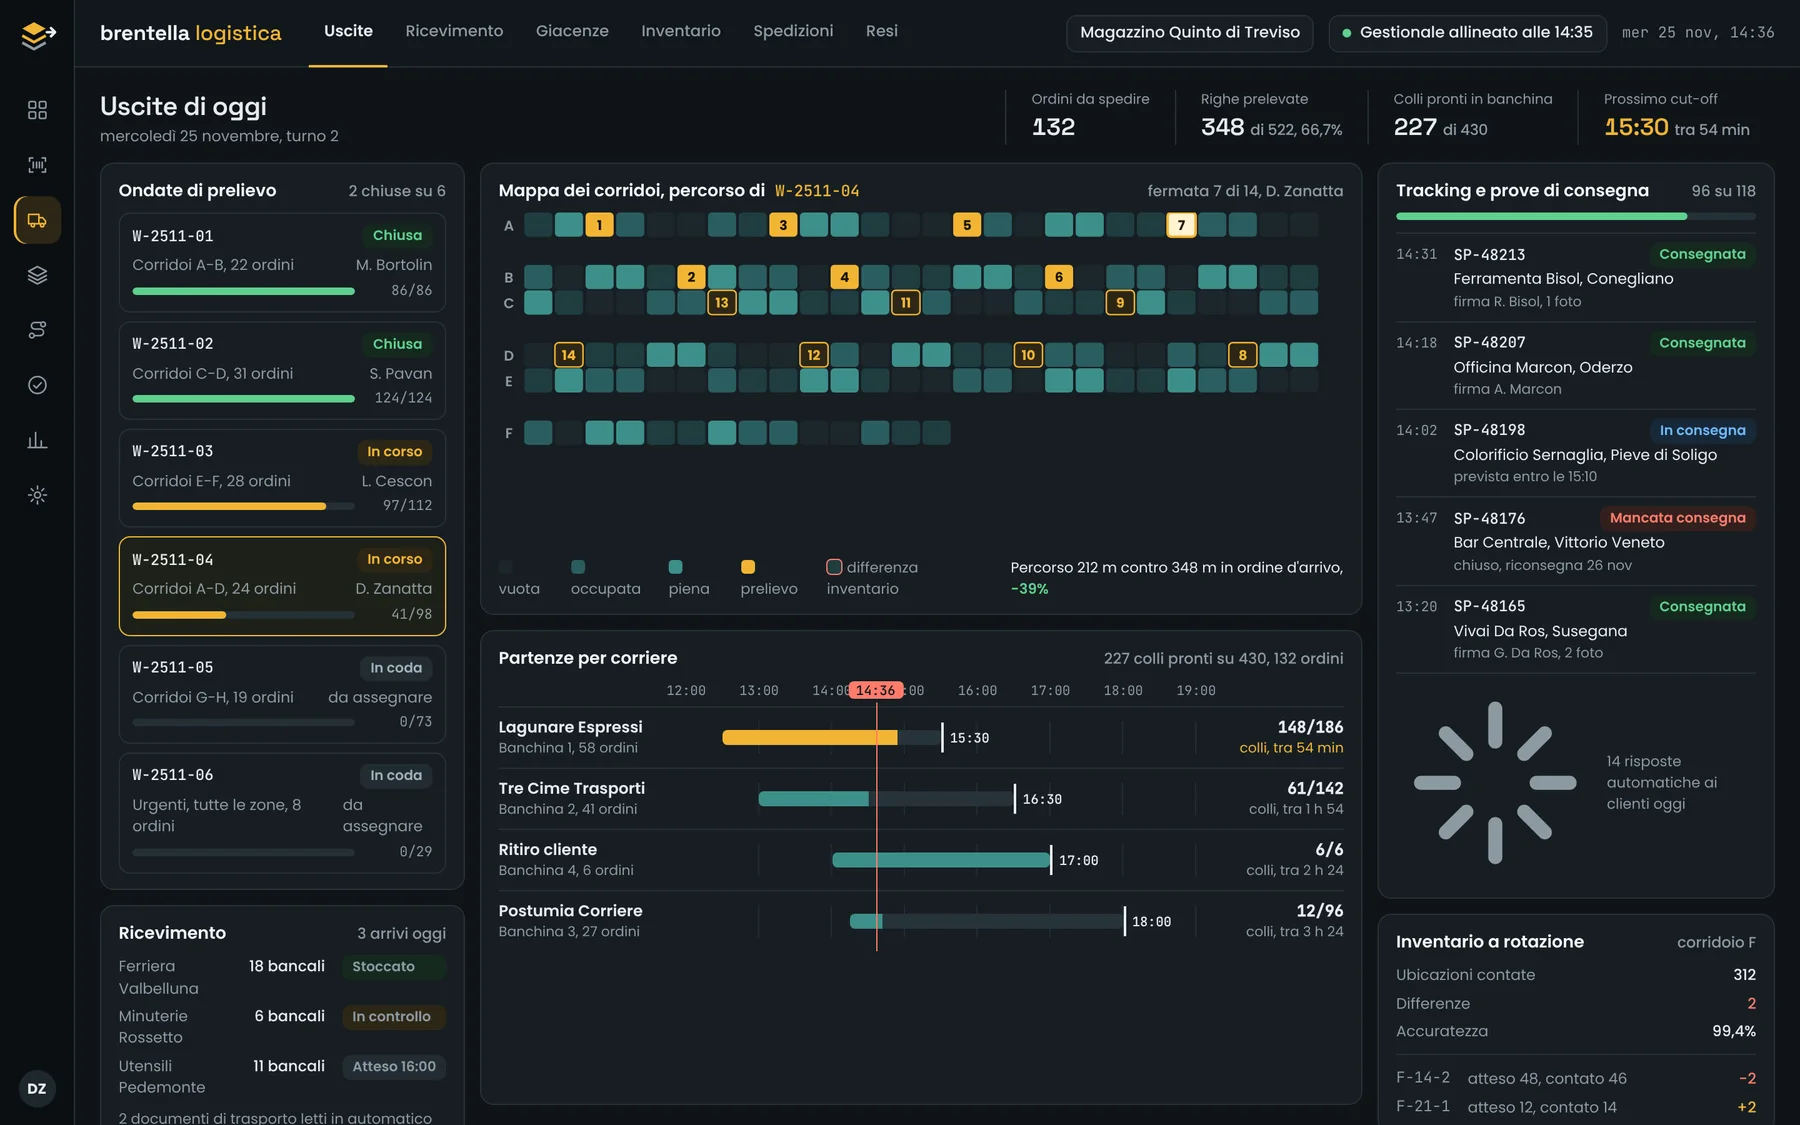 brentella logistica
Uscite
Ricevimento
Giacenze
Inventario
Spedizioni
Resi
Magazzino Quinto di Treviso
Gestionale allineato alle 14:35
mer 25 nov, 14:36
Uscite di oggi
mercoledì 25 novembre, turno 2
Ordini da spedire
132
Righe prelevate
348 di 522, 66,7%
Colli pronti in banchina
227 di 430
Prossimo cut-off
15:30 tra 54 min
Ondate di prelievo
2 chiuse su 6
W-2511-01
Chiusa
Corridoi A-B, 22 ordini
M. Bortolin
86/86
W-2511-02
Chiusa
Corridoi C-D, 31 ordini
S. Pavan
124/124
W-2511-03
In corso
Corridoi E-F, 28 ordini
L. Cescon
97/112
W-2511-04
In corso
Corridoi A-D, 24 ordini
D. Zanatta
41/98
W-2511-05
In coda
Corridoi G-H, 19 ordini
da assegnare
0/73
W-2511-06
In coda
Urgenti, tutte le zone, 8
ordini
da
assegnare
0/29
Ricevimento
3 arrivi oggi
Ferriera
Valbelluna
18 bancali
Stoccato
Minuterie
Rossetto
6 bancali
In controllo
Utensili
Pedemonte
11 bancali
Atteso 16:00
2 documenti di trasporto letti in automatico
DZ
Mappa dei corridoi, percorso di W-2511-04
fermata 7 di 14, D. Zanatta
A 1 3 5 7
B 2 4 6
C 13 11 9
D 14 12 10 8
E
F
vuota
occupata
piena
prelievo
differenza
inventario
Percorso 212 m contro 348 m in ordine d'arrivo,
-39%
Partenze per corriere
227 colli pronti su 430, 132 ordini
12:00 13:00 14:00 14:36 :00 16:00 17:00 18:00 19:00
Lagunare Espressi
Banchina 1, 58 ordini
15:30
148/186
colli, tra 54 min
Tre Cime Trasporti
Banchina 2, 41 ordini
16:30
61/142
colli, tra 1 h 54
Ritiro cliente
Banchina 4, 6 ordini
17:00
6/6
colli, tra 2 h 24
Postumia Corriere
Banchina 3, 27 ordini
18:00
12/96
colli, tra 3 h 24
Tracking e prove di consegna
96 su 118
14:31
SP-48213
Consegnata
Ferramenta Bisol, Conegliano
firma R. Bisol, 1 foto
14:18
SP-48207
Consegnata
Officina Marcon, Oderzo
firma A. Marcon
14:02
SP-48198
In consegna
Colorificio Sernaglia, Pieve di Soligo
prevista entro le 15:10
13:47
SP-48176
Mancata consegna
Bar Centrale, Vittorio Veneto
chiuso, riconsegna 26 nov
13:20
SP-48165
Consegnata
Vivai Da Ros, Susegana
firma G. Da Ros, 2 foto
14 risposte
automatiche ai
clienti oggi
Inventario a rotazione
corridoio F
Ubicazioni contate
312
Differenze
2
Accuratezza
99,4%
F-14-2
atteso 48, contato 46
-2
F-21-1
atteso 12, contato 14
+2